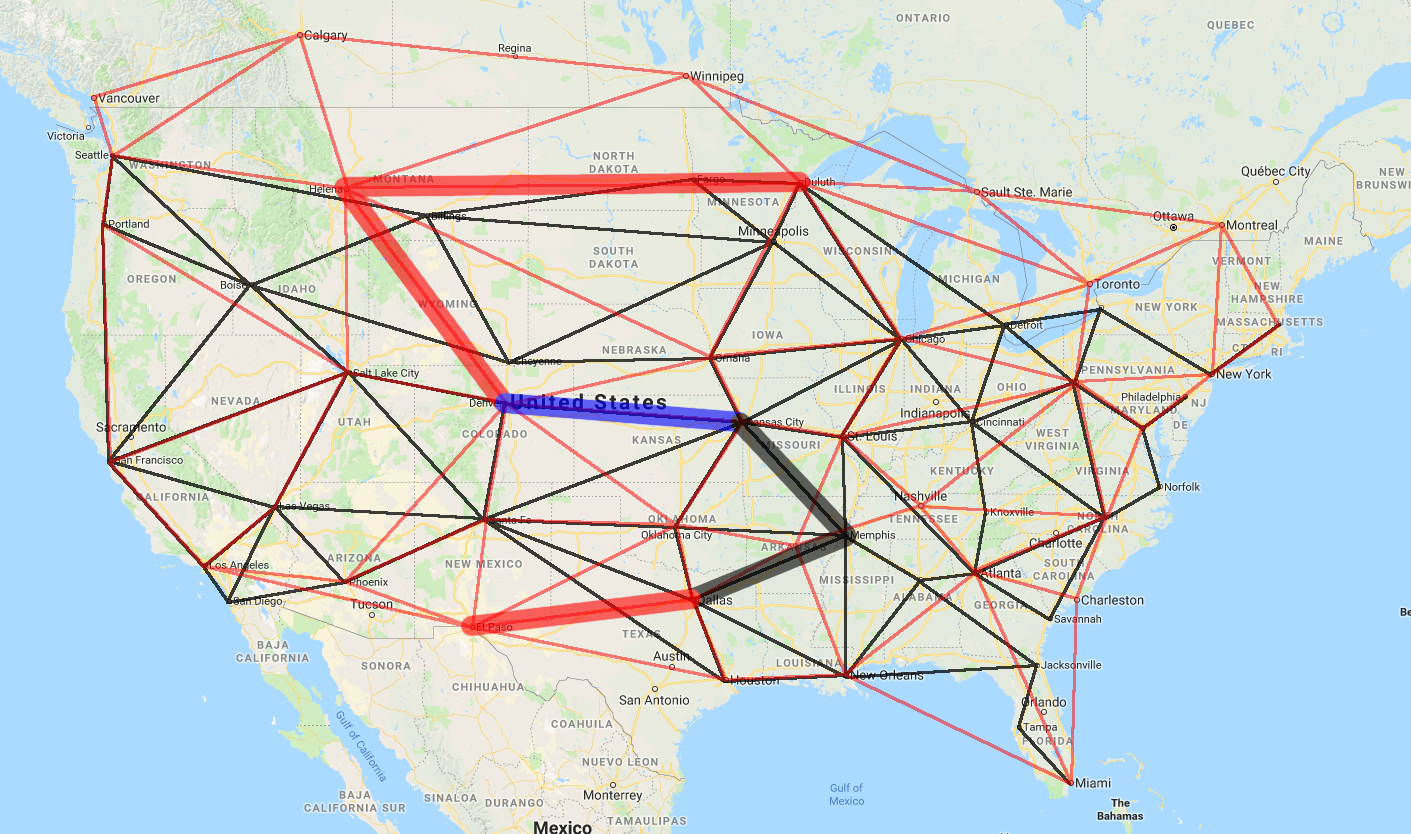 ONTARIO
QUEBEC
Calgary
Regina
Winnipeg
Vancouver
Victoria
Seattle
WASHINGTON
NORTH
DAKOTA
Québec City
NEW
BRUNSWI
Helena
MONTANA
Fargo
Duluth
Sault Ste. Marie
MINNESOTA
Ottawa
Montreal
Portland
Billings
Minneapolis
MAINE
SOUTH
DAKOTA
WISCONSIN
VERMONT
OREGON
Boise
IDAHO
MICHIGAN
Toronto
NEW
HAMPSHIRE
WYOMING
NEW YORK
MASSACHUSETTS
Detroit
IOWA
Chicago
CT
RI
NEBRASKA
Cheyenne
Omaha
Salt Lake City
PENNSYLVANIA
New York
NEVADA
ILLINOIS
INDIANA
OHIO
Philadelphia
NJ
Denver
United States
MARYLAND
Indianapolis
DE
Sacramento
UTAH
COLORADO
KANSAS
Kansas City
MISSOURI
St. Louis
Cincinnati
WEST
VIRGINIA
San Francisco
KENTUCKY
VIRGINIA
CALIFORNIA
Norfolk
Las Vegas
Nashville
TENNESSEE
Knoxville
Santa Fe
OKLAHOMA
Oklahoma City
NORTH
CAROLINA
Memphis
Charlotte
ARKANSAS
ARIZONA
NEW MEXICO
Los Angeles
SOUTH
CAROLINA
Phoenix
MISSISSIPPI
Atlanta
San Diego
Tucson
Dallas
ALABAMA
GEORGIA
Charleston
Be
Savannah
El Paso
TEXAS
BAJA
CALIFORNIA
SONORA
Austin
LOUISIANA
Jacksonville
New Orleans
CHIHUAHUA
Houston
San Antonio
Orlando
Gulf of California
COAHUILA
Tampa
FLORIDA
NUEVO LEON
Miami
Gulf of
Mexico
BAJA
CALIFORNIA SUR
SINALOA
DURANGO
Monterrey
The
Bahamas
TAMAULIPAS
Mexico